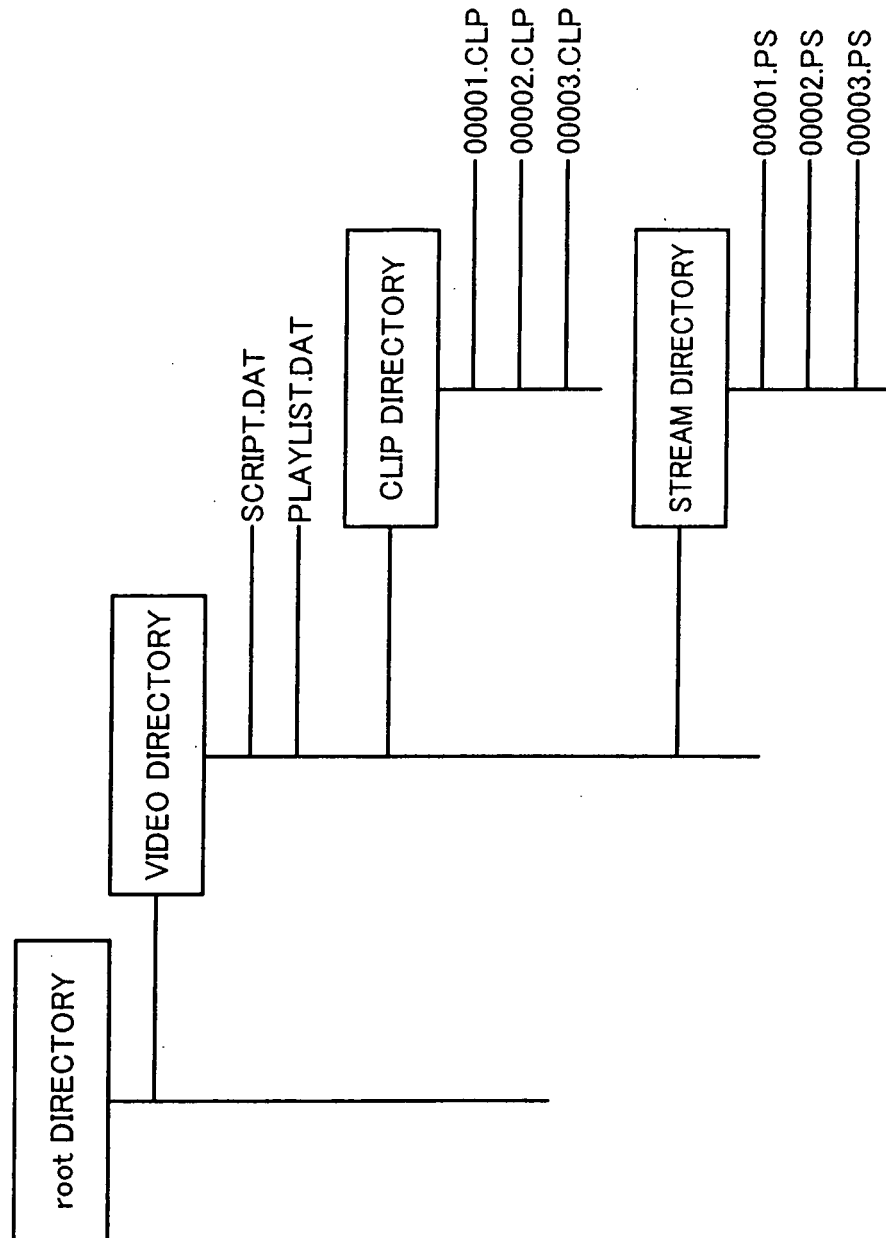 root DIRECTORY
VIDEO DIRECTORY
SCRIPT.DAT
PLAYLIST.DAT
CLIP DIRECTORY
00001.CLP
00002.CLP
00003.CLP
STREAM DIRECTORY
00001.PS
00002.PS
00003.PS